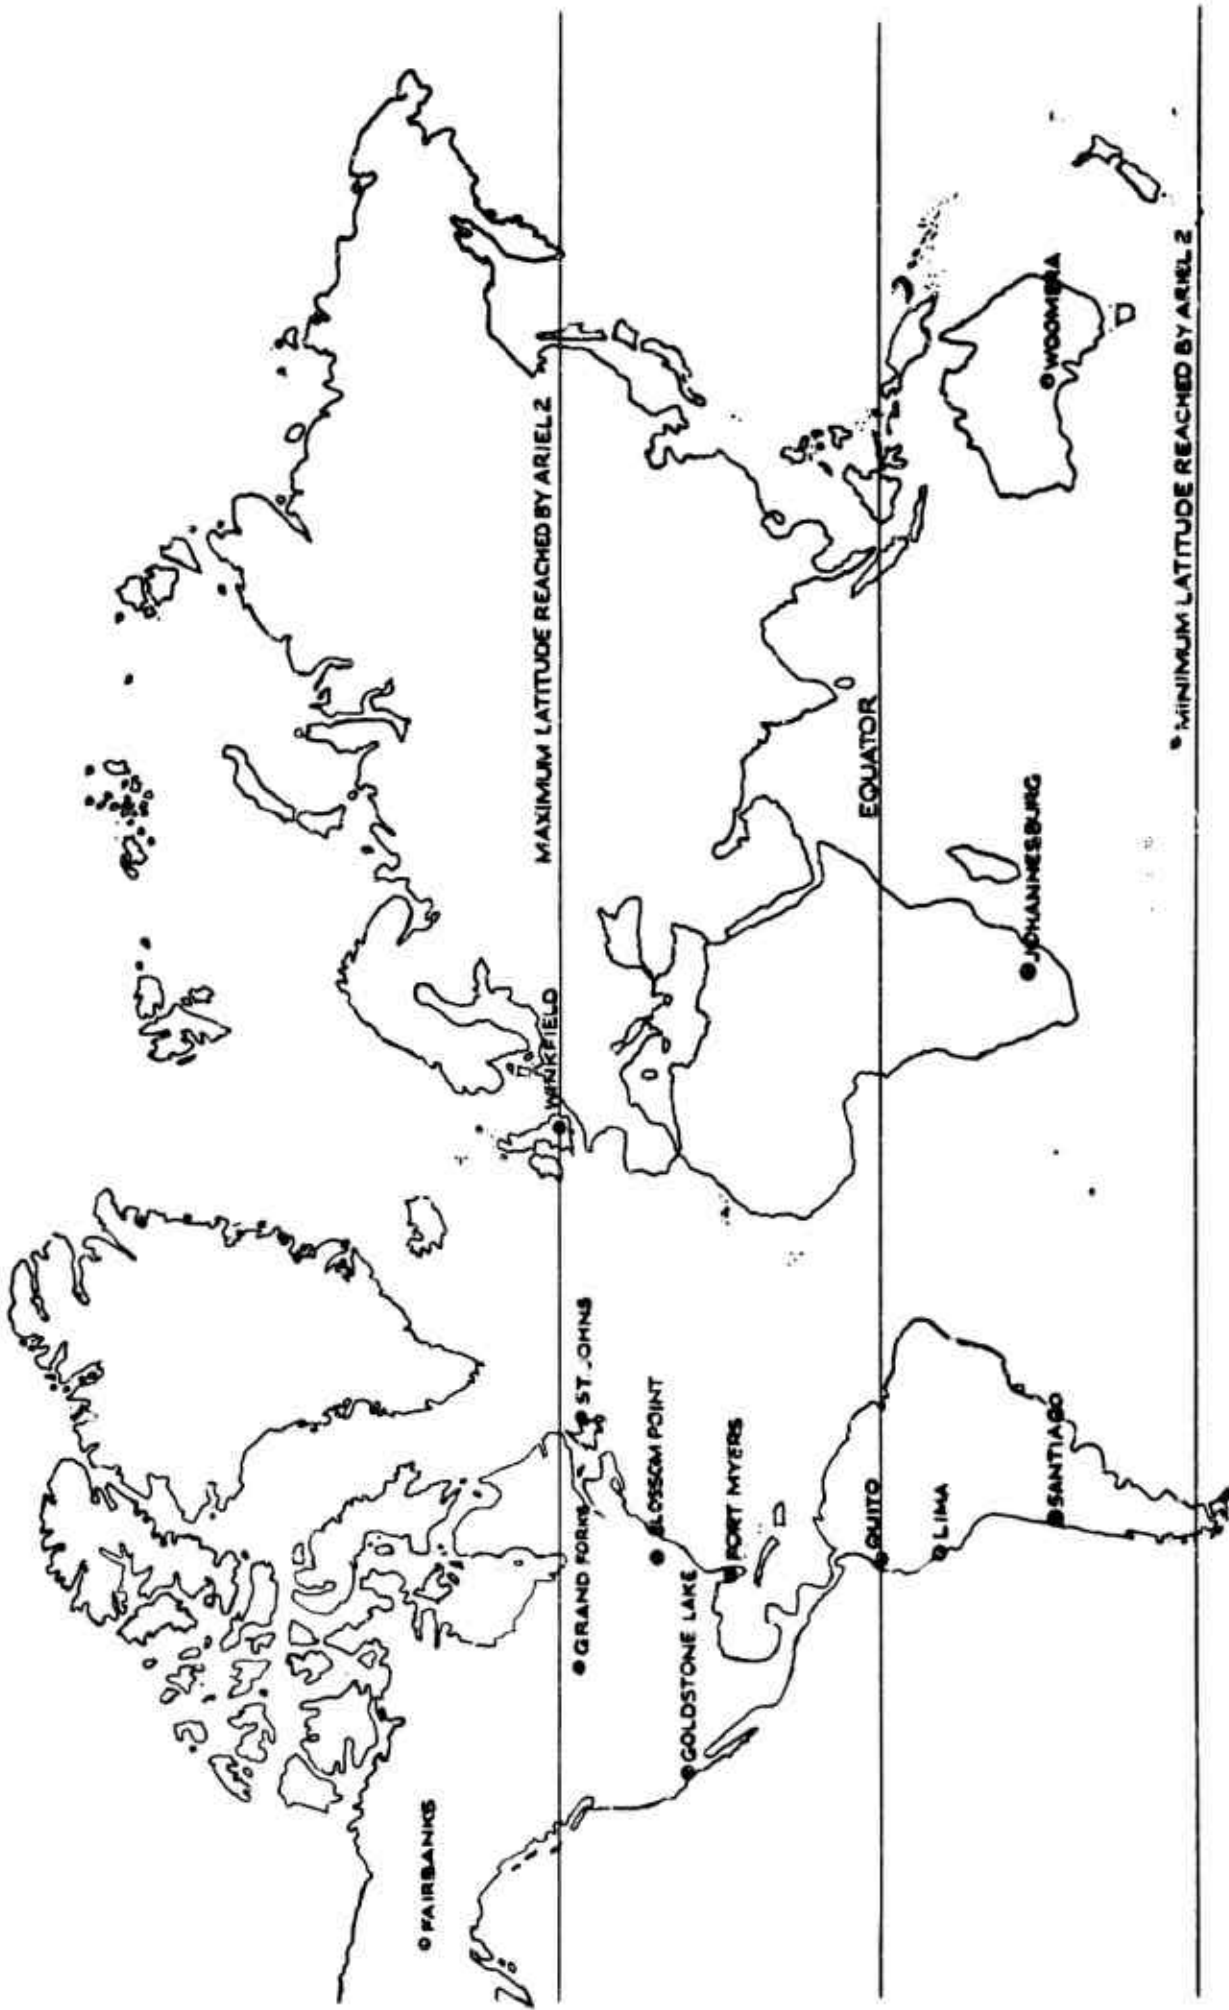 FAIRBANKS
MAXIMUM LATITUDE REACHED BY ARIEL 2
WINKFIELD
GRAND FORKS
ST. JOHNS
BLOSSOM POINT
GOLDSTONE LAKE
FORT MYERS
EQUATOR
QUITO
LIMA
JOHANNESBURG
WOOMERA
SANTIAGO
MINIMUM LATITUDE REACHED BY ARIEL 2